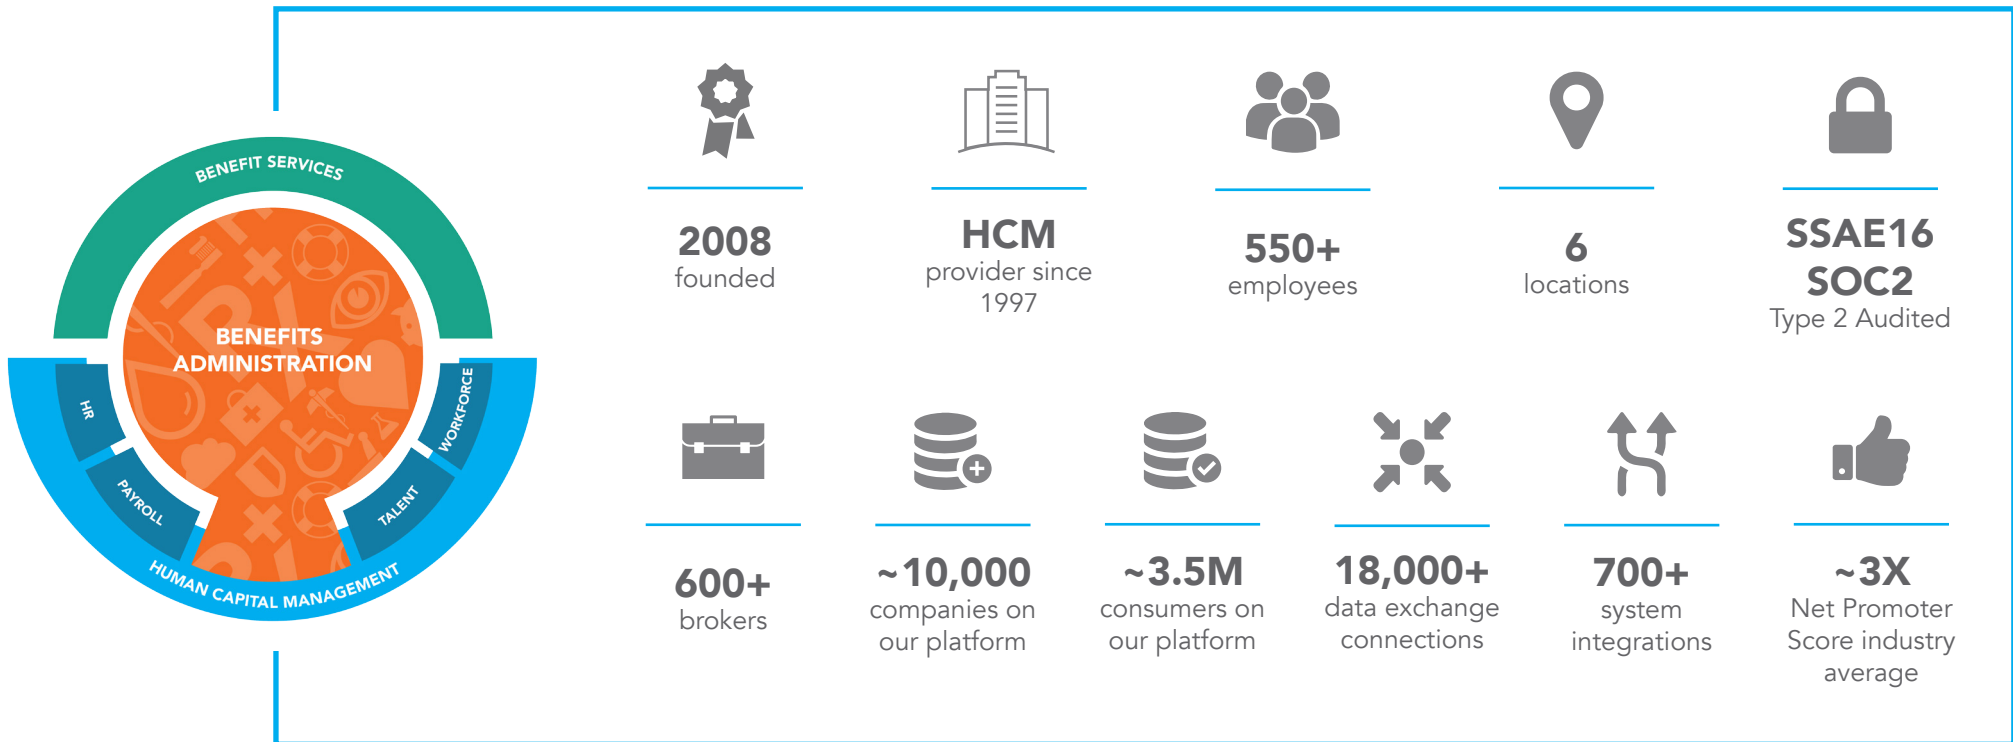 BENEFIT SERVICES
BENEFITS
ADMINISTRATION
HR
PAYROLL
TALENT
WORKFORCE
HUMAN CAPITAL MANAGEMENT
2008
founded
HCM
provider since
1997
550+
employees
6
locations
SSAE16
SOC2
Type 2 Audited
600+
brokers
~10,000
companies on
our platform
~3.5M
consumers on
our platform
18,000+
data exchange
connections
700+
system
integrations
~3X
Net Promoter
Score industry
average